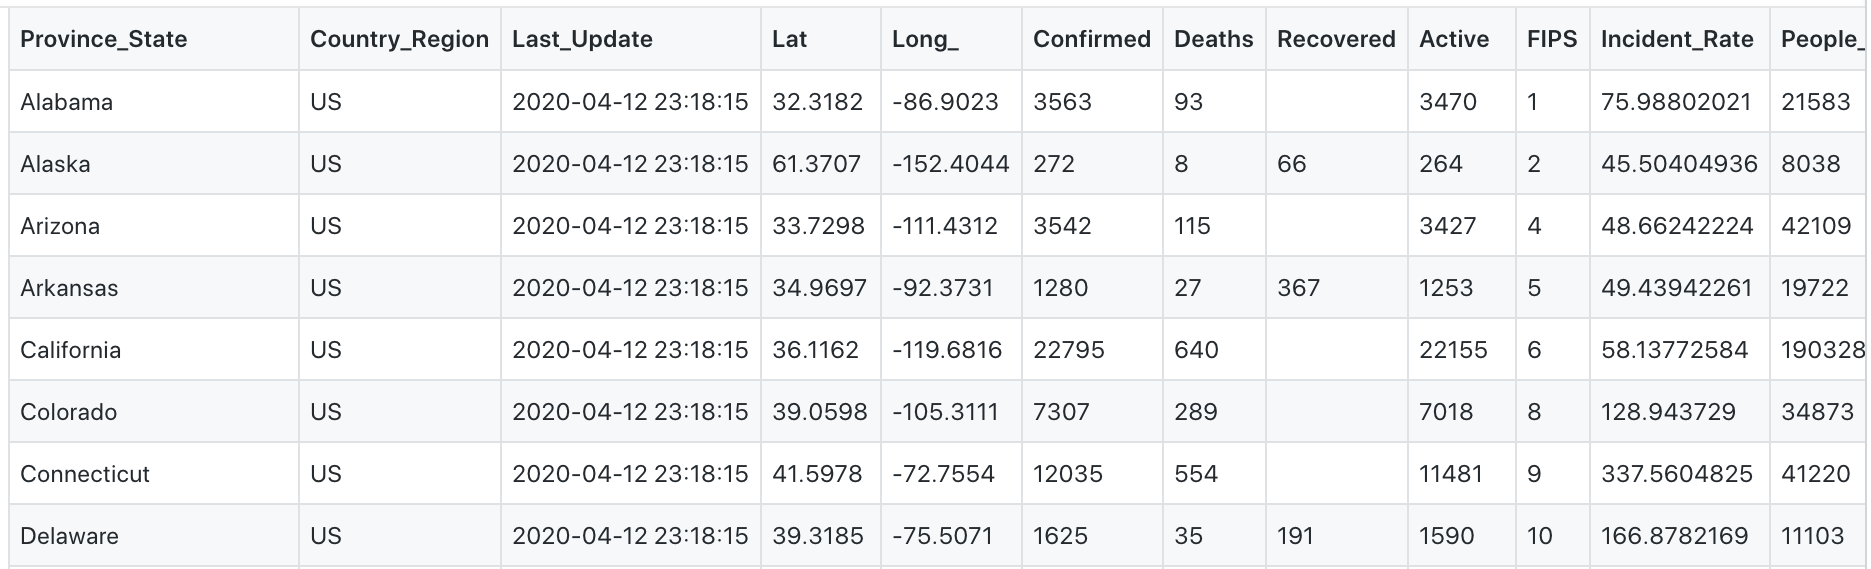 Province_State Country_Region Last_Update Lat Long_ Confirmed Deaths Recovered Active FIPS Incident_Rate People_
Alabama US 2020-04-12 23:18:15 32.3182 -86.9023 3563 93 3470 1 75.98802021 21583
Alaska US 2020-04-12 23:18:15 61.3707 -152.4044 272 8 66 264 2 45.50404936 8038
Arizona US 2020-04-12 23:18:15 33.7298 -111.4312 3542 115 3427 4 48.66242224 42109
Arkansas US 2020-04-12 23:18:15 34.9697 -92.3731 1280 27 367 1253 5 49.43942261 19722
California US 2020-04-12 23:18:15 36.1162 -119.6816 22795 640 22155 6 58.13772584 190328
Colorado US 2020-04-12 23:18:15 39.0598 -105.3111 7307 289 7018 8 128.943729 34873
Connecticut US 2020-04-12 23:18:15 41.5978 -72.7554 12035 554 11481 9 337.5604825 41220
Delaware US 2020-04-12 23:18:15 39.3185 -75.5071 1625 35 191 1590 10 166.8782169 11103